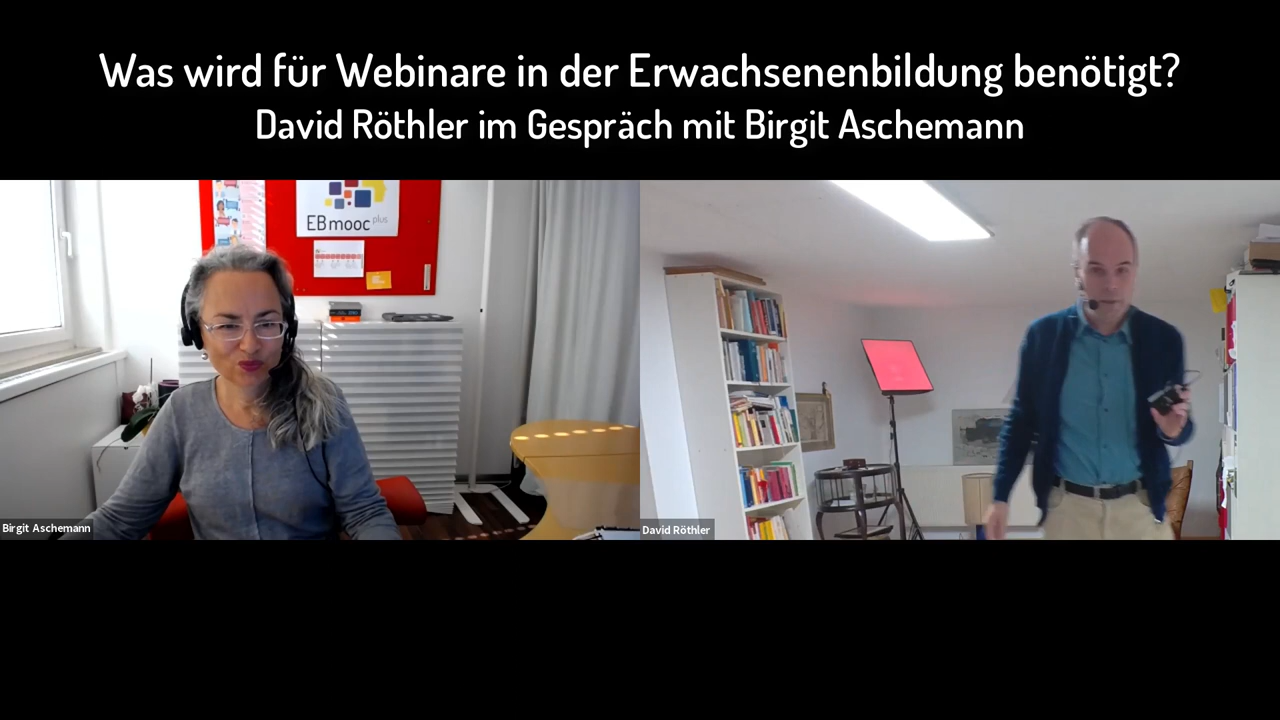 Was wird für Webinare in der Erwachsenenbildung benötigt?
David Röthler im Gespräch mit Birgit Aschemann
EBmooc plus
Birgit Aschemann
David Röthler